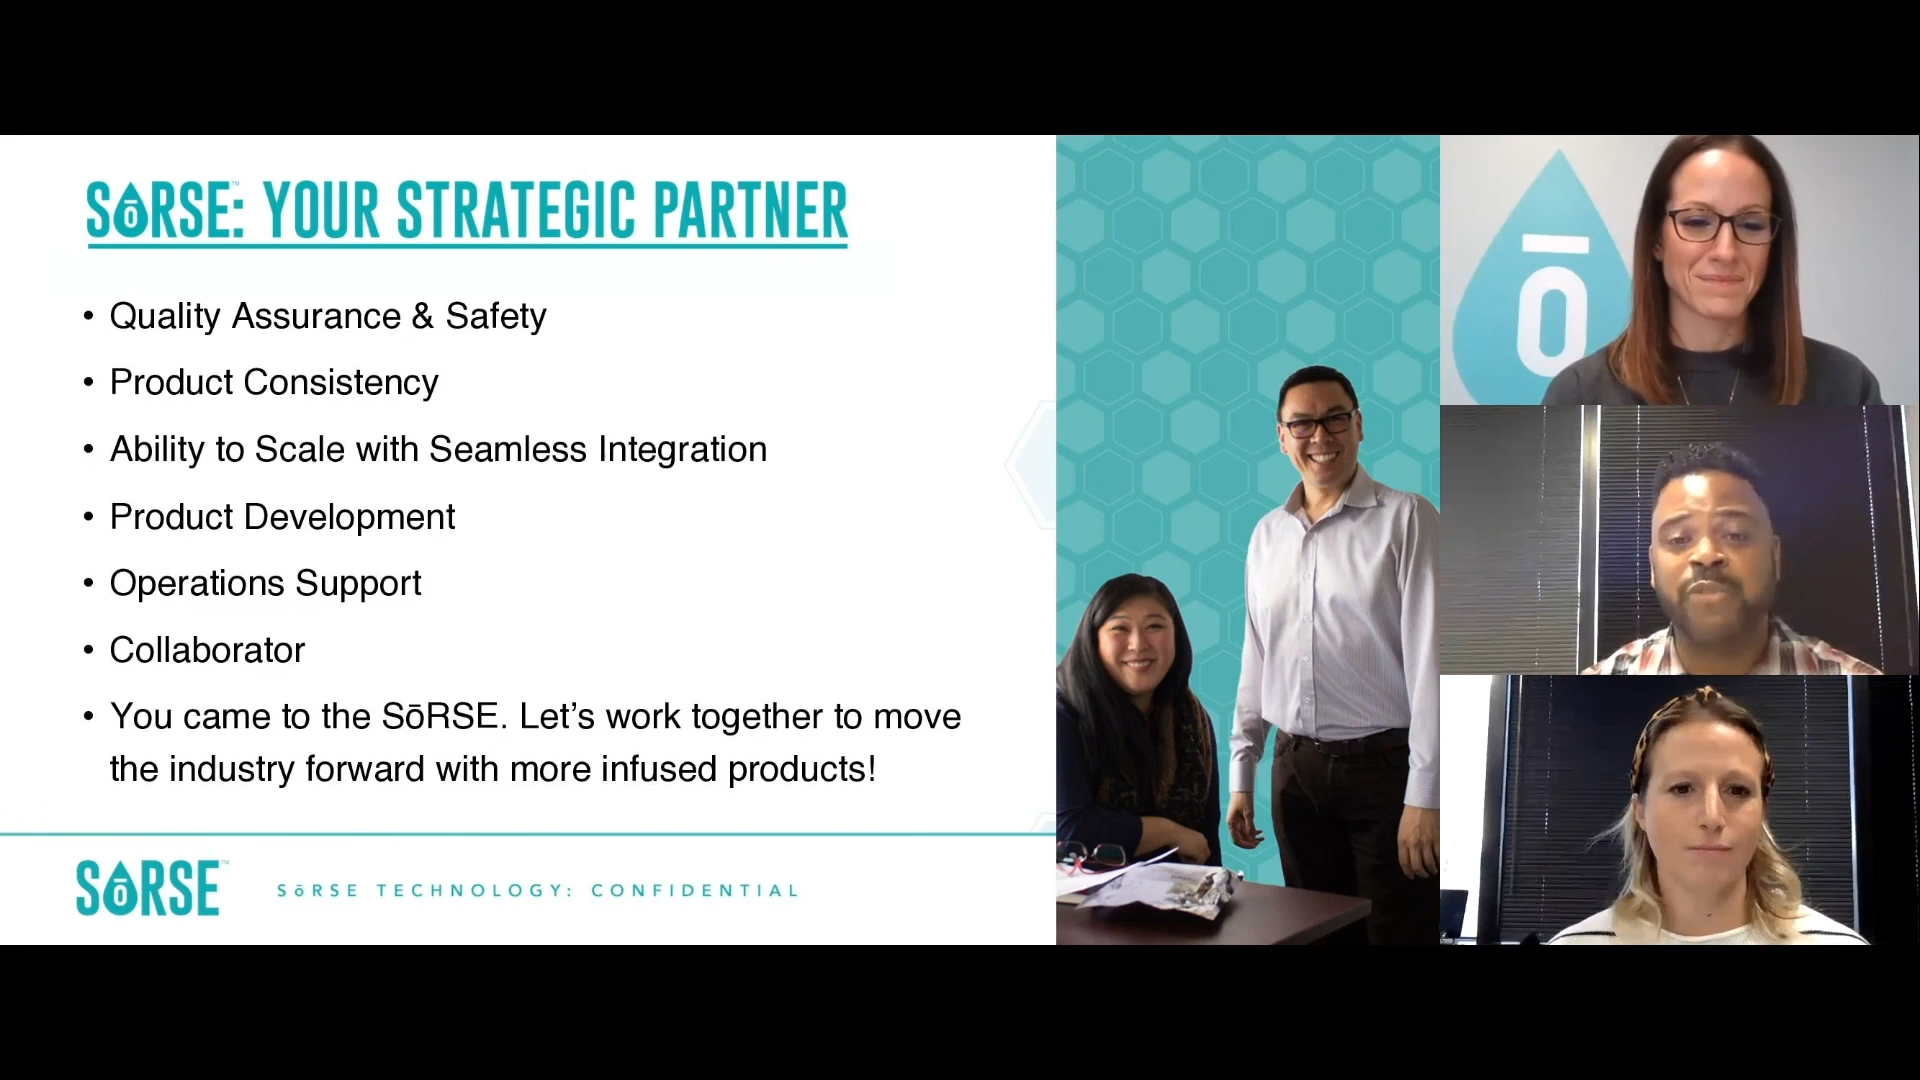 SōRSE™: YOUR STRATEGIC PARTNER
• Quality Assurance & Safety
• Product Consistency
• Ability to Scale with Seamless Integration
• Product Development
• Operations Support
• Collaborator
• You came to the SōRSE. Let’s work together to move
the industry forward with more infused products!
SōRSE™
SōRSE TECHNOLOGY: CONFIDENTIAL
ō